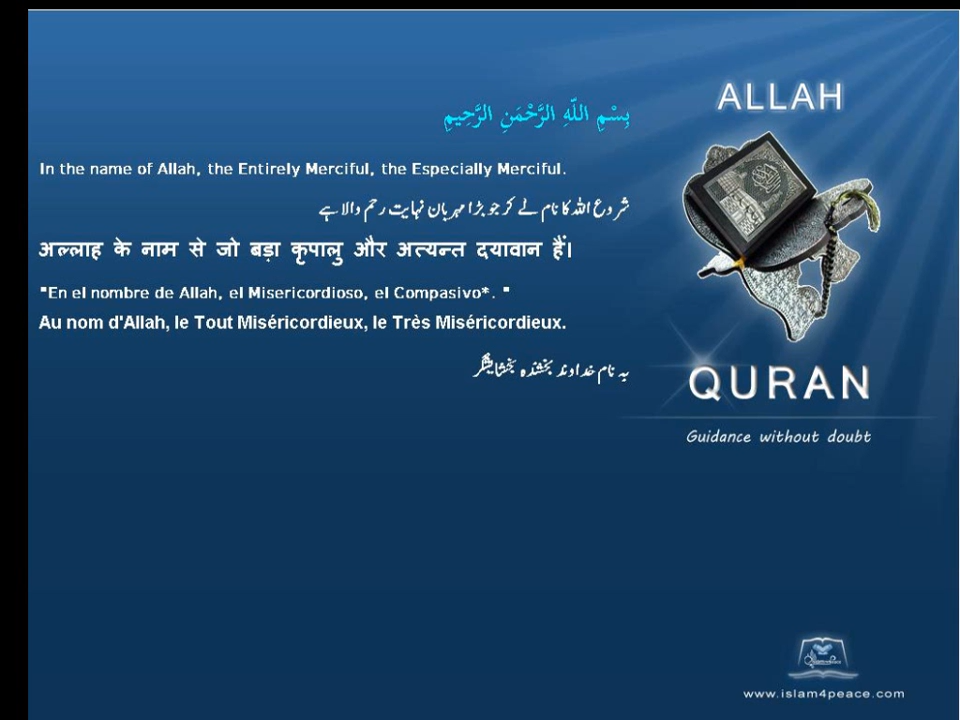 بِسْمِ اللَّهِ الرَّحْمَنِ الرَّحِيمِ
In the name of Allah, the Entirely Merciful, the Especially Merciful.
شروع الله کا نام لے کر جو بڑا مہربان نہایت رحم والا ہے
अल्लाह के नाम से जो बड़ा कृपालु और अत्यन्त दयावान हैं।
"En el nombre de Allah, el Misericordioso, el Compasivo*. "
Au nom d'Allah, le Tout Miséricordieux, le Très Miséricordieux.
به نام خداوند بخشنده بخشایشگر
ALLAH
QURAN
Guidance without doubt
www.islam4peace.com